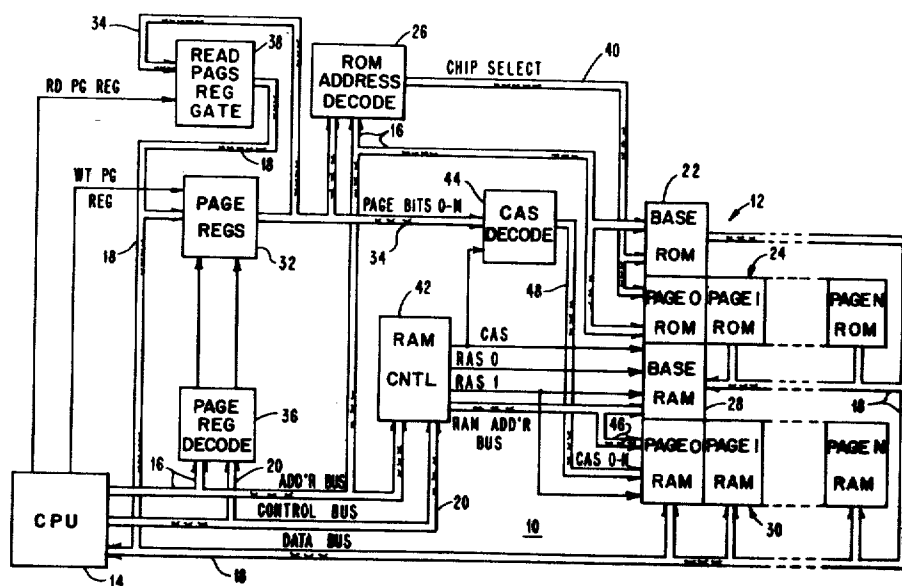 34
38
READ
PAGS
REG
GATE
RD PG REG
18
26
ROM
ADDRESS
DECODE
CHIP SELECT
40
16
WT PG
REG
18
PAGE
REGS
32
PAGE BITS 0-N
34
44
CAS
DECODE
48
22
BASE
ROM
12
24
PAGE 0
ROM
PAGE 1
ROM
PAGE N
ROM
42
RAM
CNTL
CAS
RAS 0
RAS 1
RAM ADD'R
BUS
46
CAS 0-N
BASE
RAM
28
18
PAGE 0
RAM
PAGE 1
RAM
PAGE N
RAM
30
PAGE
REG
DECODE
36
16
20
ADD'R BUS
CONTROL BUS
20
DATA BUS
10
CPU
14
18